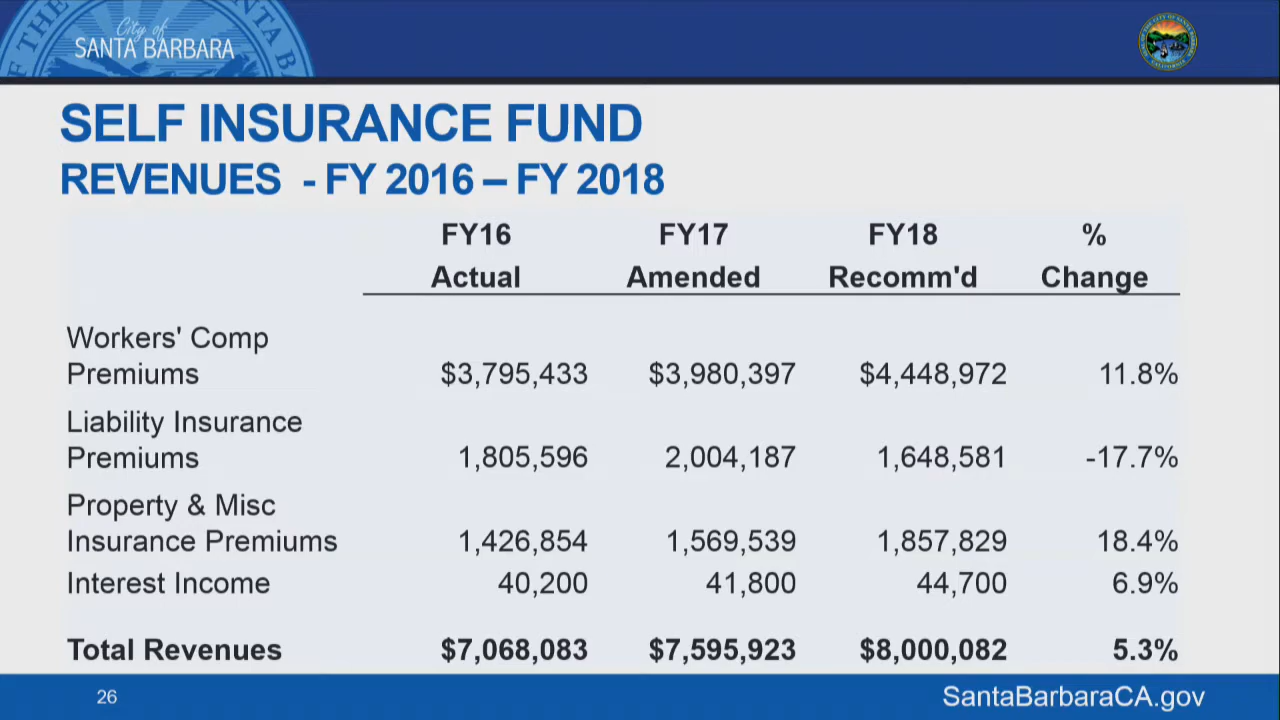 City of
SANTA BARBARA
SELF INSURANCE FUND
REVENUES - FY 2016 – FY 2018
FY16 FY17 FY18 %
Actual Amended Recomm'd Change
Workers' Comp
Premiums $3,795,433 $3,980,397 $4,448,972 11.8%
Liability Insurance
Premiums 1,805,596 2,004,187 1,648,581 -17.7%
Property & Misc
Insurance Premiums 1,426,854 1,569,539 1,857,829 18.4%
Interest Income 40,200 41,800 44,700 6.9%
Total Revenues $7,068,083 $7,595,923 $8,000,082 5.3%
26 SantaBarbaraCA.gov